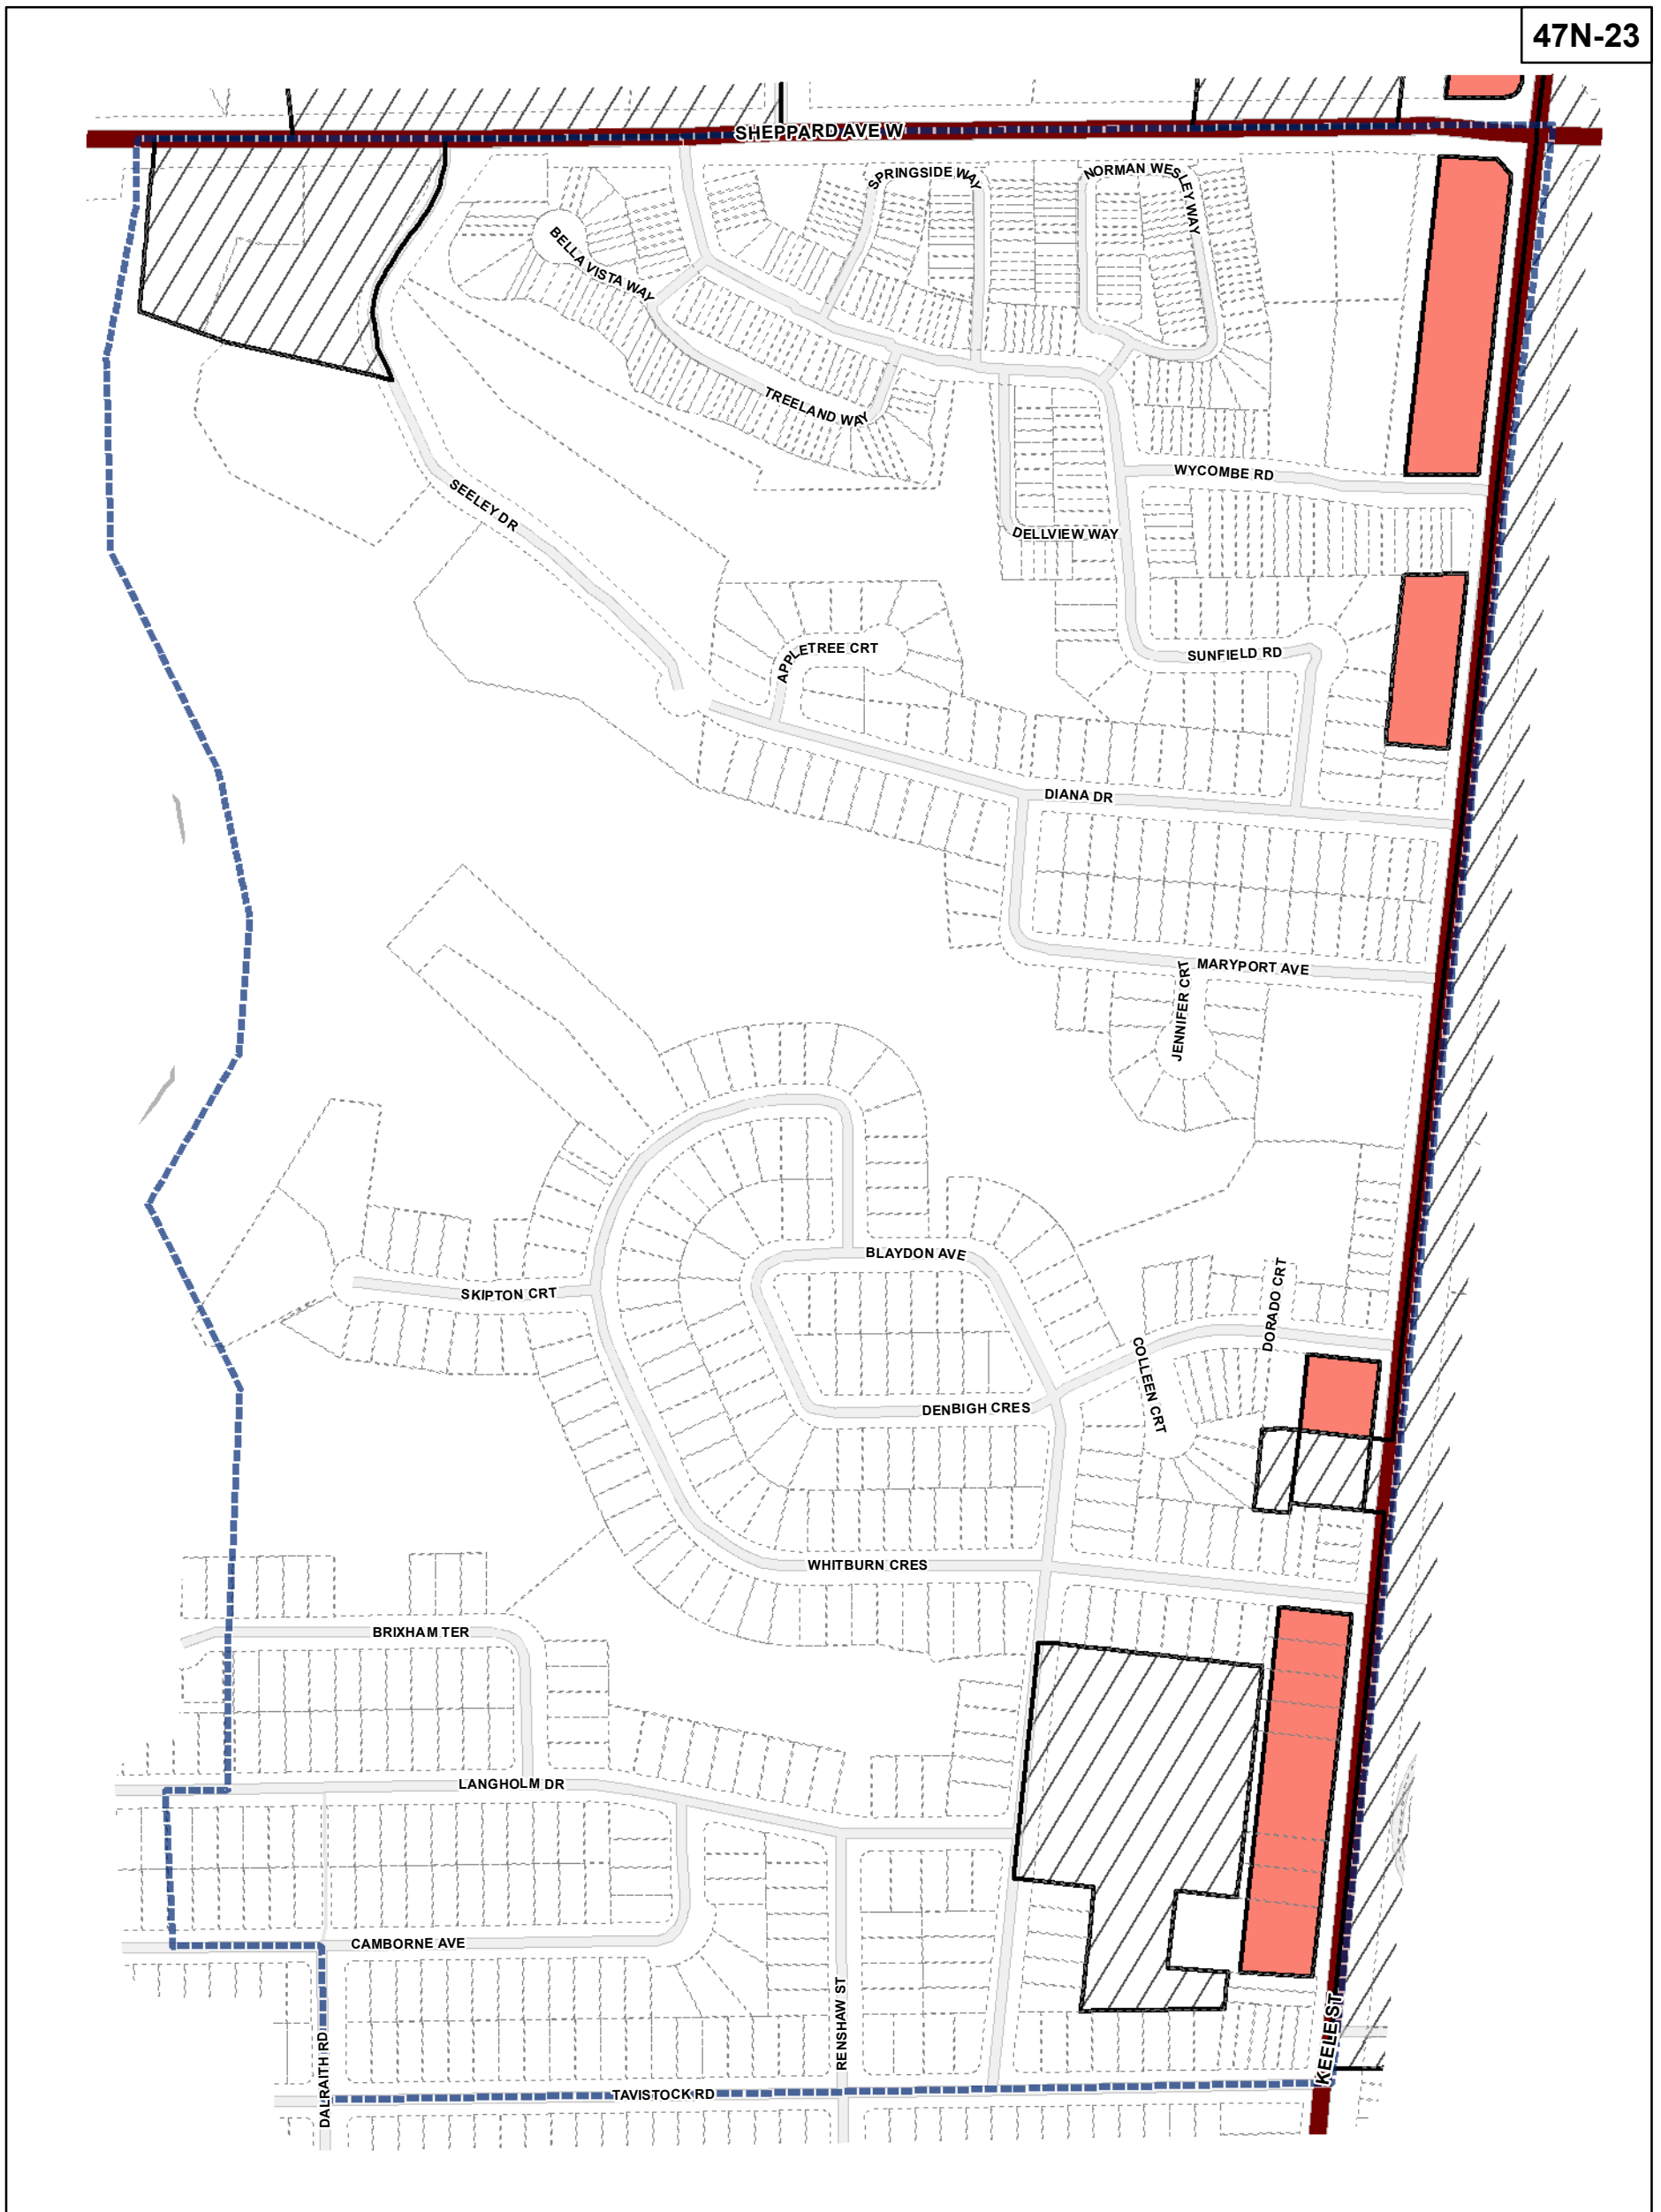 47N-23
SHEPPARD AVE W
SPRINGSIDE WAY
NORMAN WESLEY WAY
BELLA VISTA WAY
TREELAND WAY
WYCOMBE RD
SEELEY DR
DELLVIEW WAY
APPLETREE CRT
SUNFIELD RD
DIANA DR
MARYPORT AVE
JENNIFER CRT
BLAYDON AVE
SKIPTON CRT
DORADO CRT
COLLEEN CRT
DENBIGH CRES
WHITBURN CRES
BRIXHAM TER
LANGHOLM DR
CAMBORNE AVE
RENSHAW ST
KEELE ST
DALRAITH RD
TAVISTOCK RD